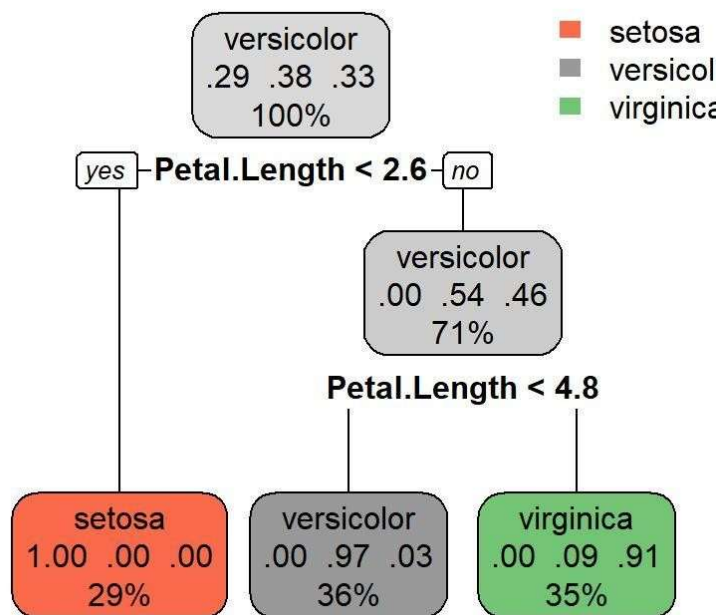 versicolor
.29 .38 .33
100%
setosa
versicol
virginica
yes Petal.Length < 2.6 no
versicolor
.00 .54 .46
71%
Petal.Length < 4.8
setosa
1.00 .00 .00
29%
versicolor
.00 .97 .03
36%
virginica
.00 .09 .91
35%